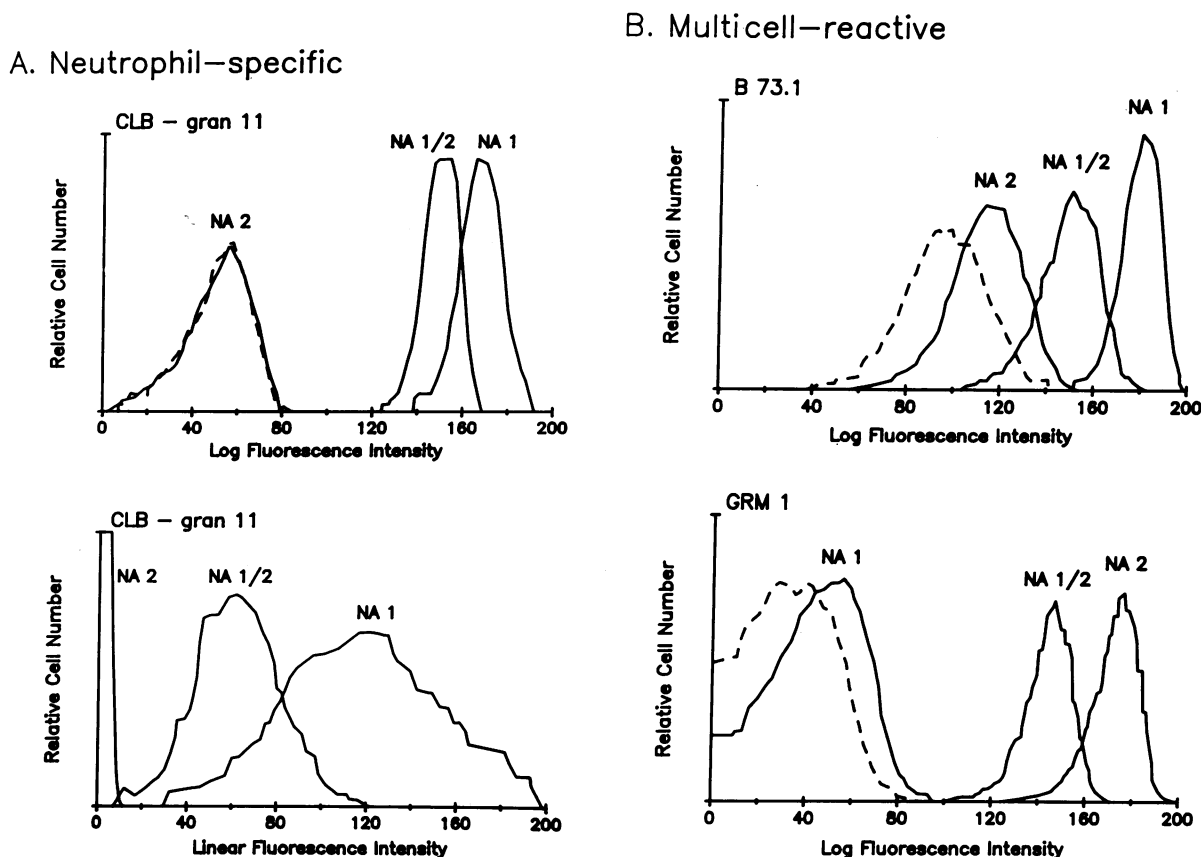 A. Neutrophil–specific
CLB – gran 11
NA 2
NA 1/2
NA 1
Relative Cell Number
0 40 80 120 160 200
Log Fluorescence Intensity
CLB – gran 11
NA 2
NA 1/2
NA 1
Relative Cell Number
0 40 80 120 160 200
Linear Fluorescence Intensity
B. Multicell–reactive
B 73.1
NA 2
NA 1/2
NA 1
Relative Cell Number
0 80 120 160 200
Log Fluorescence Intensity
GRM 1
NA 1
NA 1/2
NA 2
Relative Cell Number
0 40 80 120 160 200
Log Fluorescence Intensity